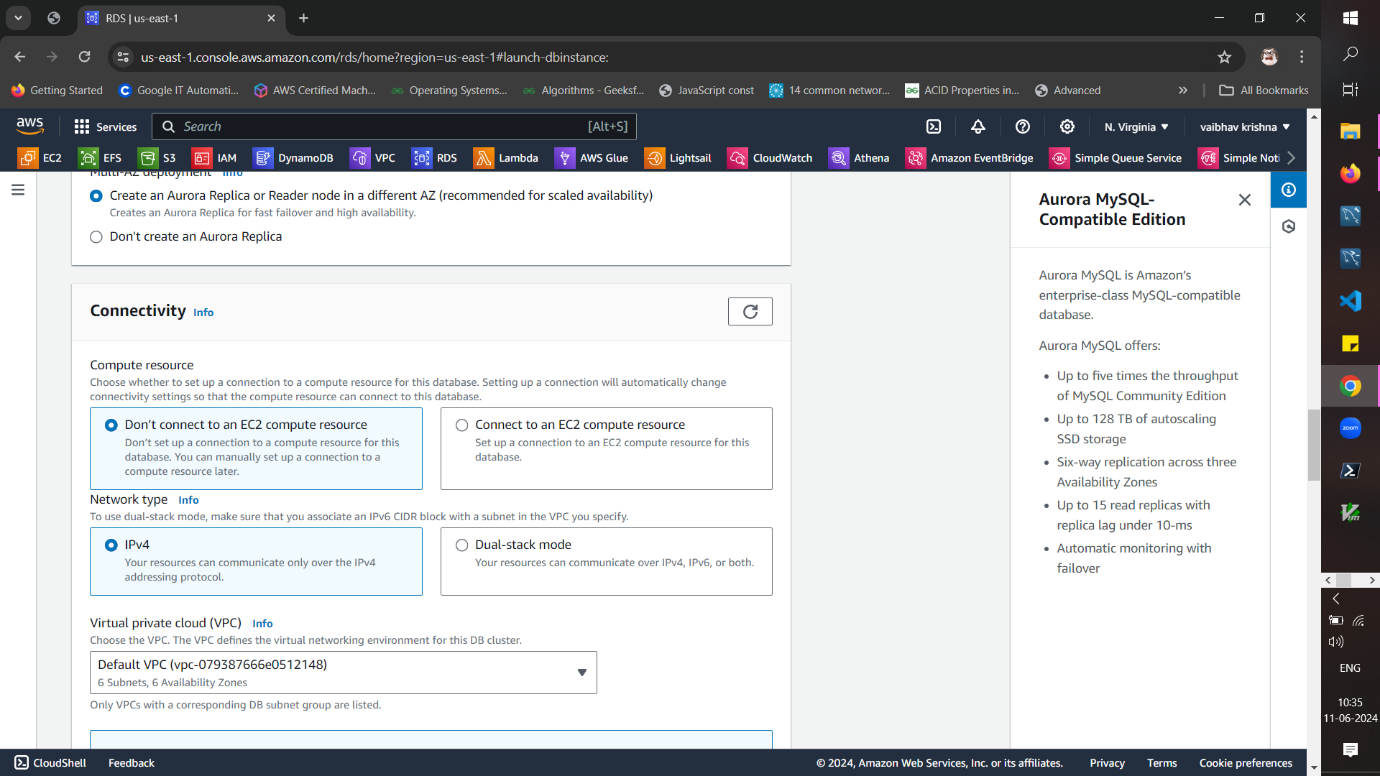 RDS | us-east-1
us-east-1.console.aws.amazon.com/rds/home?region=us-east-1#launch-dbinstance:
Getting Started
Google IT Automati...
AWS Certified Mach...
Operating Systems...
Algorithms - Geeksf...
JavaScript const
14 common networ...
ACID Properties in...
Advanced
»
All Bookmarks
aws
Services
Search
[Alt+S]
N. Virginia
vaibhav krishna
EC2
EFS
S3
IAM
DynamoDB
VPC
RDS
Lambda
AWS Glue
Lightsail
CloudWatch
Athena
Amazon EventBridge
Simple Queue Service
Simple Noti
Multi-AZ deployment Info
Create an Aurora Replica or Reader node in a different AZ (recommended for scaled availability)
Creates an Aurora Replica for fast failover and high availability.
Don't create an Aurora Replica
Connectivity Info
Compute resource
Choose whether to set up a connection to a compute resource for this database. Setting up a connection will automatically change
connectivity settings so that the compute resource can connect to this database.
Don't connect to an EC2 compute resource
Don't set up a connection to a compute resource for this
database. You can manually set up a connection to a
compute resource later.
Connect to an EC2 compute resource
Set up a connection to an EC2 compute resource for this
database.
Network type Info
To use dual-stack mode, make sure that you associate an IPv6 CIDR block with a subnet in the VPC you specify.
IPv4
Your resources can communicate only over the IPv4
addressing protocol.
Dual-stack mode
Your resources can communicate over IPv4, IPv6, or both.
Virtual private cloud (VPC) Info
Choose the VPC. The VPC defines the virtual networking environment for this DB cluster.
Default VPC (vpc-079387666e0512148)
6 Subnets, 6 Availability Zones
Only VPCs with a corresponding DB subnet group are listed.
Aurora MySQL-
Compatible Edition
Aurora MySQL is Amazon's
enterprise-class MySQL-compatible
database.
Aurora MySQL offers:
• Up to five times the throughput
of MySQL Community Edition
• Up to 128 TB of autoscaling
SSD storage
• Six-way replication across three
Availability Zones
• Up to 15 read replicas with
replica lag under 10-ms
• Automatic monitoring with
failover
CloudShell
Feedback
© 2024, Amazon Web Services, Inc. or its affiliates.
Privacy
Terms
Cookie preferences
zoom
ENG
10:35
11-06-2024